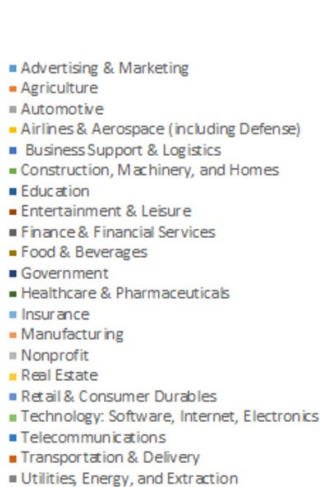 Advertising & Marketing
Agriculture
Automotive
Airlines & Aerospace (including Defense)
Business Support & Logistics
Construction, Machinery, and Homes
Education
Entertainment & Leisure
Finance & Financial Services
Food & Beverages
Government
Healthcare & Pharmaceuticals
Insurance
Manufacturing
Nonprofit
Real Estate
Retail & Consumer Durables
Technology: Software, Internet, Electronics
Telecommunications
Transportation & Delivery
Utilities, Energy, and Extraction